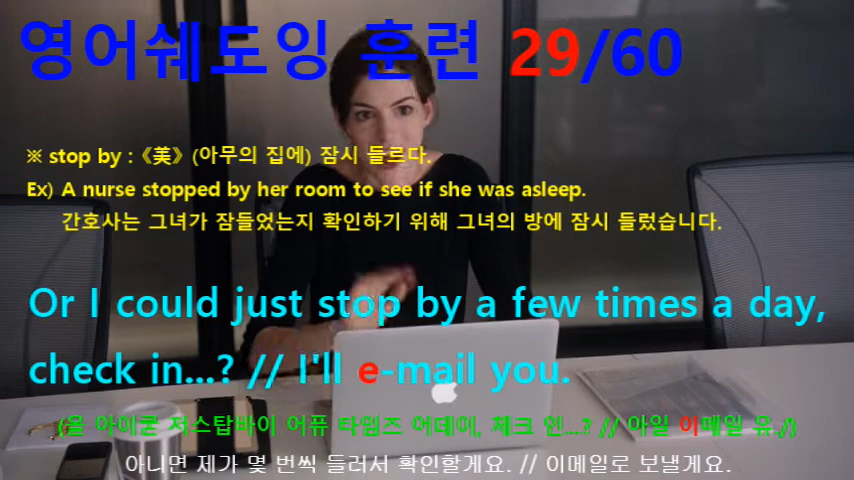 영어쉐도잉 훈련 29/60
※ stop by : 《美》 (아무의 집에) 잠시 들르다.
Ex) A nurse stopped by her room to see if she was asleep.
간호사는 그녀가 잠들었는지 확인하기 위해 그녀의 방에 잠시 들렀습니다.
Or I could just stop by a few times a day,
check in...? // I'll e-mail you.
(올 아이쿧 저스탑바이 어퓨 타임즈 어데이, 체크 인...? // 아일 이메일 유./)
아니면 제가 몇 번씩 들러서 확인할게요. // 이메일로 보낼게요.